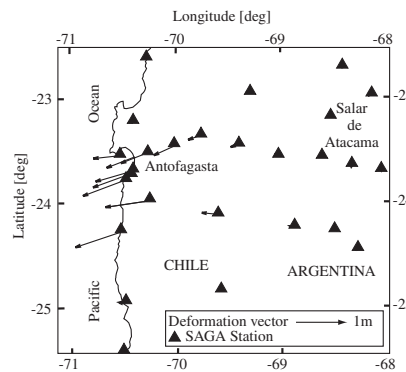 Longitude [deg]
-71
-70
-69
-68
Latitude [deg]
-23
-24
-25
-2
-2
-2
Ocean
Pacific
Salar
de
Atacama
Antofagasta
CHILE
ARGENTINA
Deformation vector 1m
SAGA Station
-71
-70
-69
-68